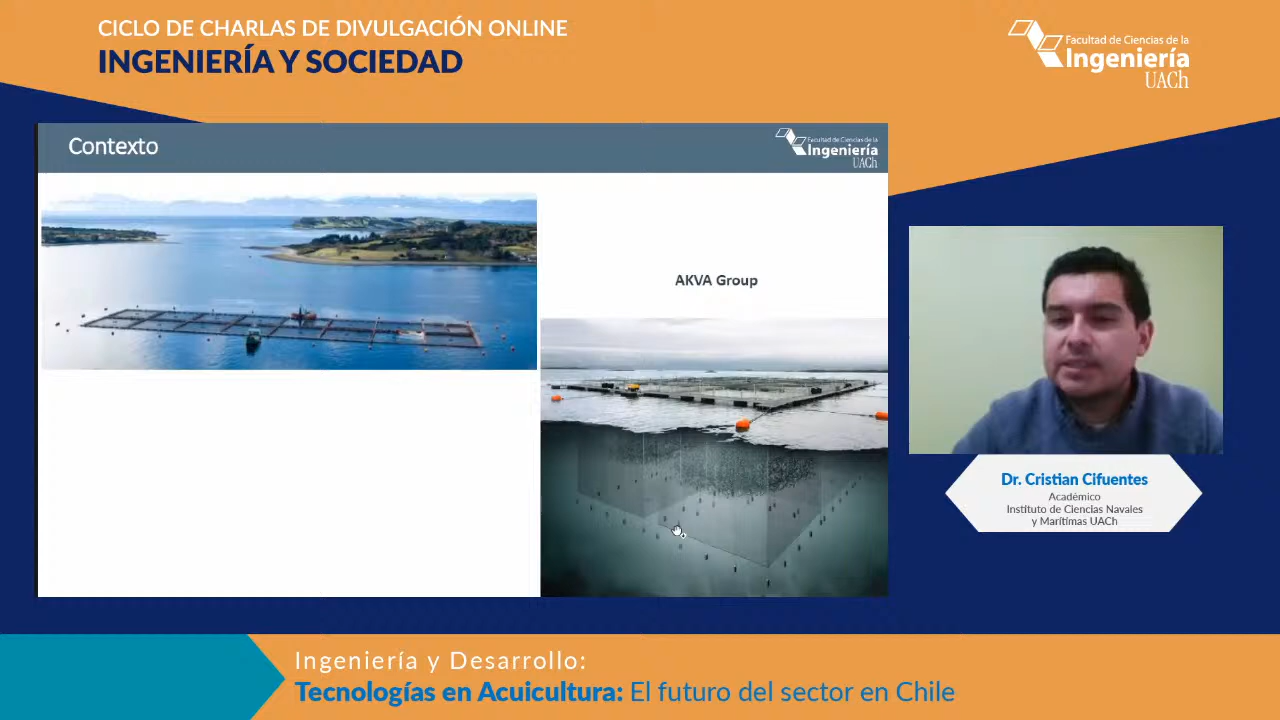 CICLO DE CHARLAS DE DIVULGACIÓN ONLINE
INGENIERÍA Y SOCIEDAD
Facultad de Ciencias de la
Ingeniería
UACh
Contexto
Facultad de Ciencias de la
Ingeniería
UACh
AKVA Group
Dr. Cristian Cifuentes
Académico
Instituto de Ciencias Navales
y Marítimas UACh
Ingeniería y Desarrollo:
Tecnologías en Acuicultura: El futuro del sector en Chile